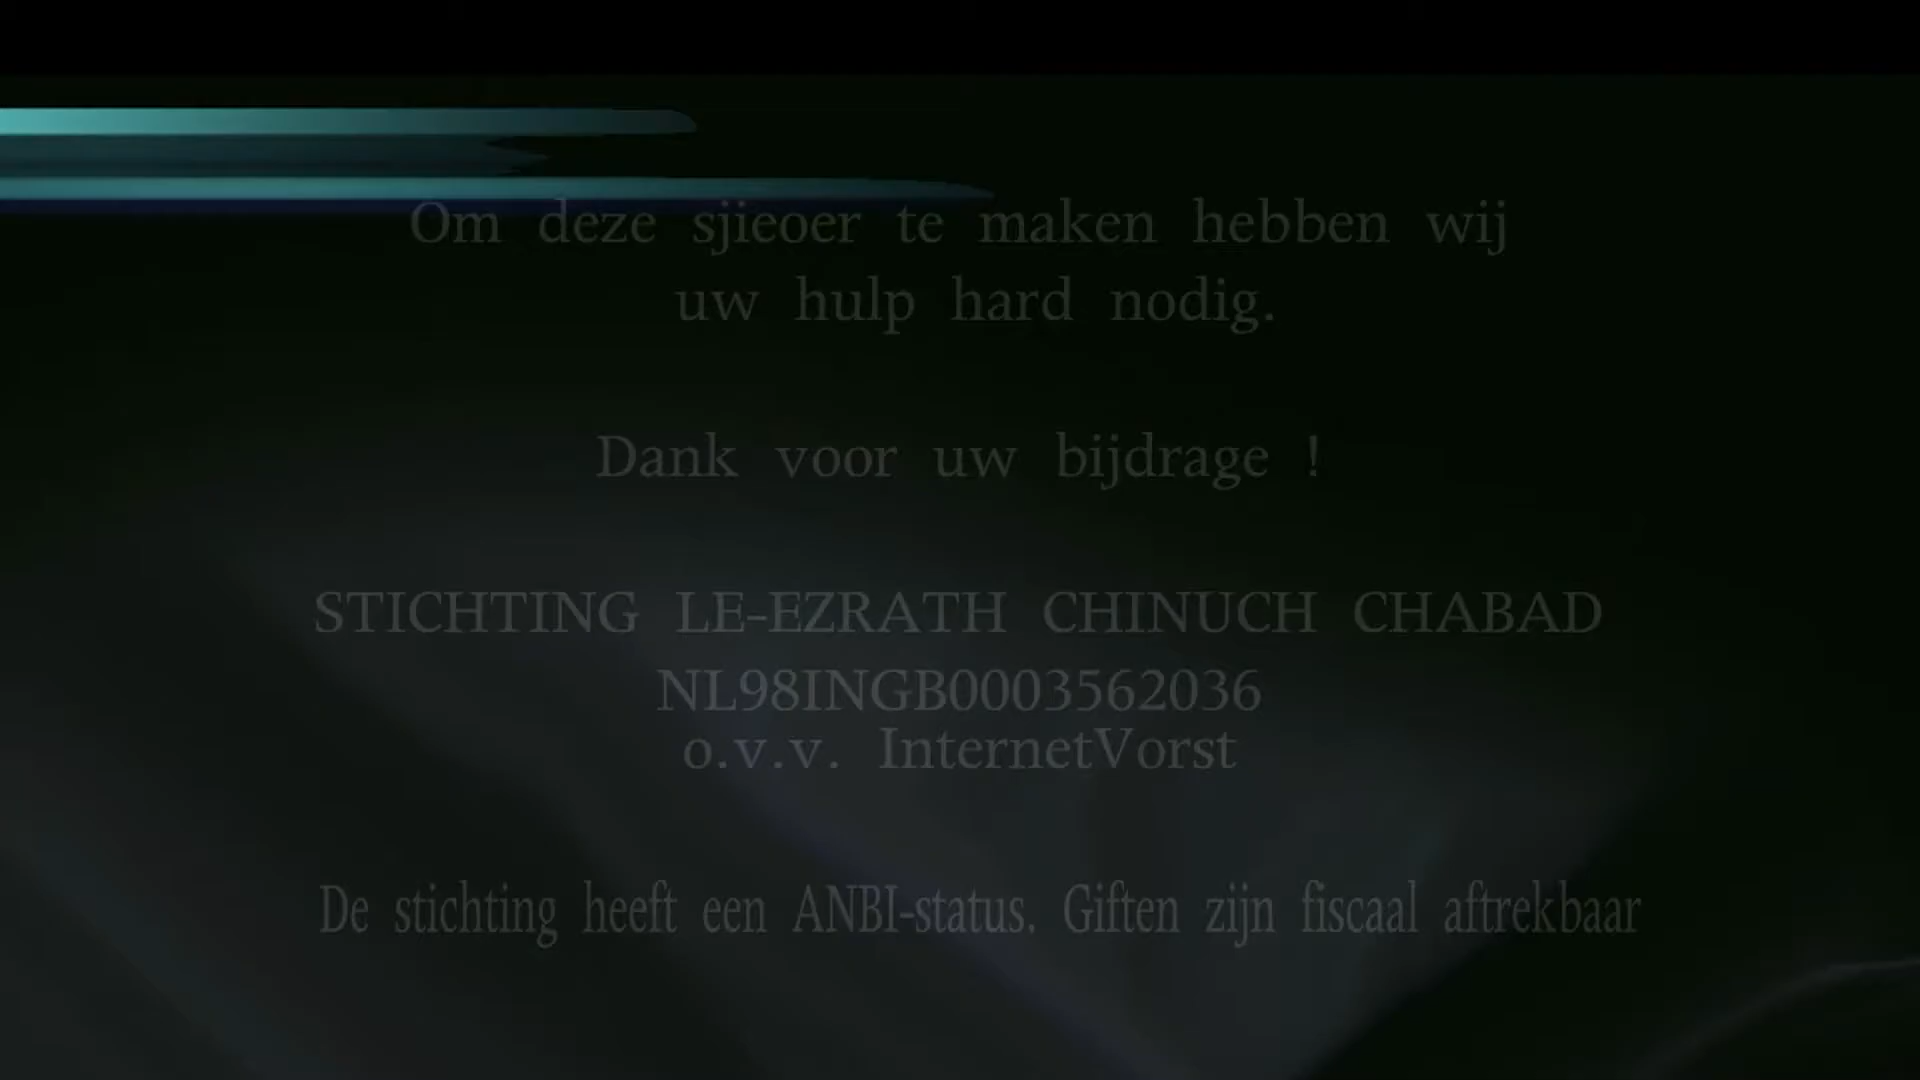 Om deze sjieoer te maken hebben wij
uw hulp hard nodig.
Dank voor uw bijdrage !
STICHTING LE-EZRATH CHINUCH CHABAD
NL98INGB0003562036
o.v.v. InternetVorst
De stichting heeft een ANBI-status. Giften zijn fiscaal aftrekbaar